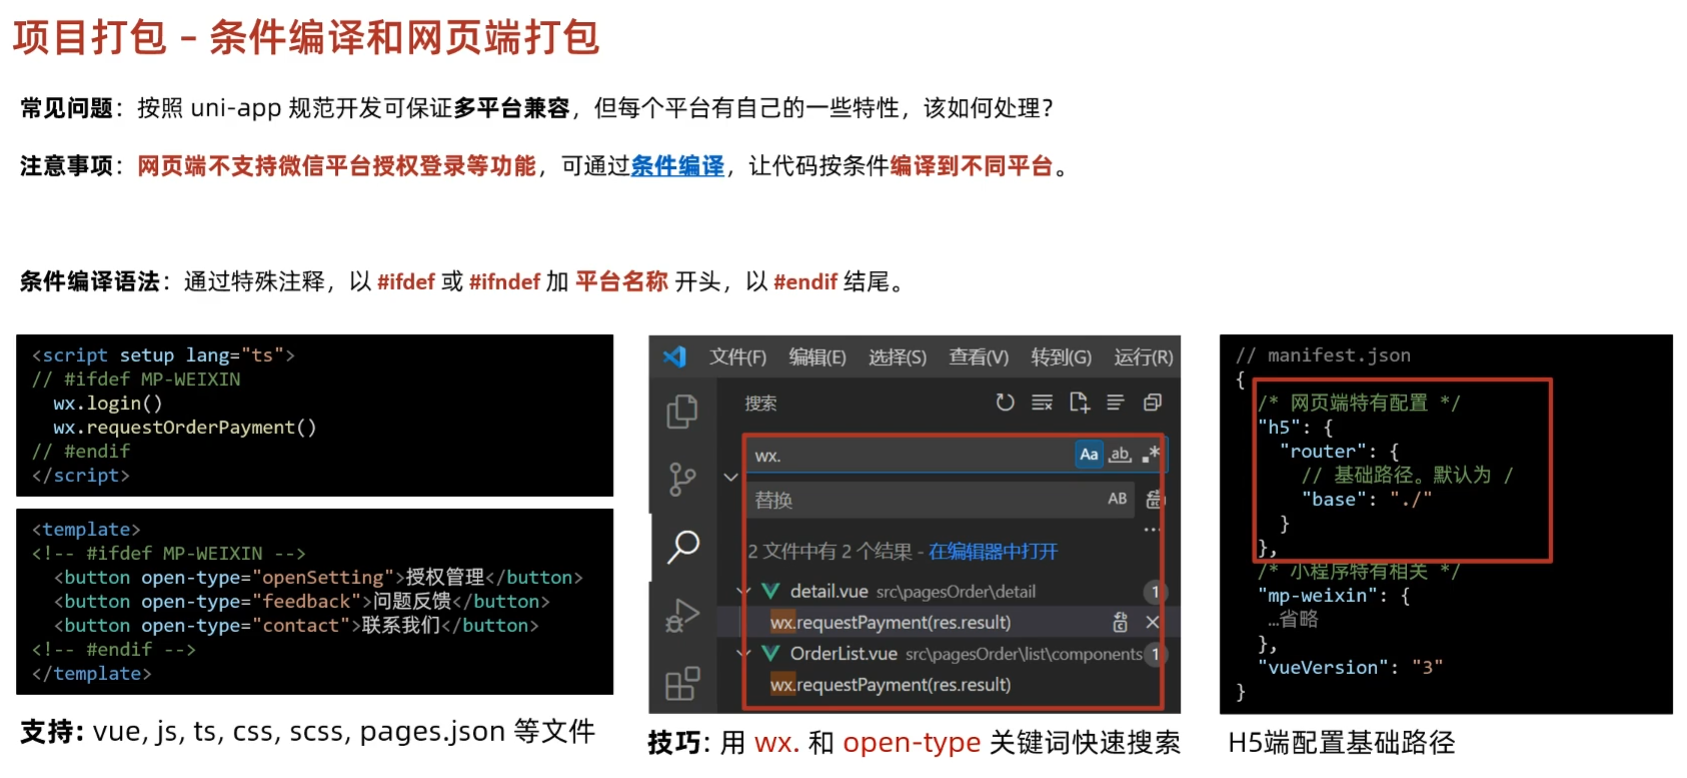 项目打包 – 条件编译和网页端打包
常见问题：按照 uni-app 规范开发可保证多平台兼容，但每个平台有自己的一些特性，该如何处理？
注意事项：网页端不支持微信平台授权登录等功能，可通过条件编译，让代码按条件编译到不同平台。
条件编译语法：通过特殊注释，以 #ifdef 或 #ifndef 加 平台名称 开头，以 #endif 结尾。
<script setup lang="ts">
// #ifdef MP-WEIXIN
wx.login()
wx.requestOrderPayment()
// #endif
</script>
<template>
<!-- #ifdef MP-WEIXIN -->
<button open-type="openSetting">授权管理</button>
<button open-type="feedback">问题反馈</button>
<button open-type="contact">联系我们</button>
<!-- #endif -->
</template>
支持: vue, js, ts, css, scss, pages.json 等文件
文件(F) 编辑(E) 选择(S) 查看(V) 转到(G) 运行(R)
搜索
wx. Aa ab .*
替换 AB
2 文件中有 2 个结果 - 在编辑器中打开
detail.vue src\pagesOrder\detail 1
wx.requestPayment(res.result)
OrderList.vue src\pagesOrder\list\components 1
wx.requestPayment(res.result)
技巧: 用 wx. 和 open-type 关键词快速搜索
// manifest.json
{
/* 网页端特有配置 */
"h5": {
"router": {
// 基础路径。默认为 /
"base": "./"
}
},
/* 小程序特有相关 */
"mp-weixin": {
…省略
},
"vueVersion": "3"
}
H5端配置基础路径